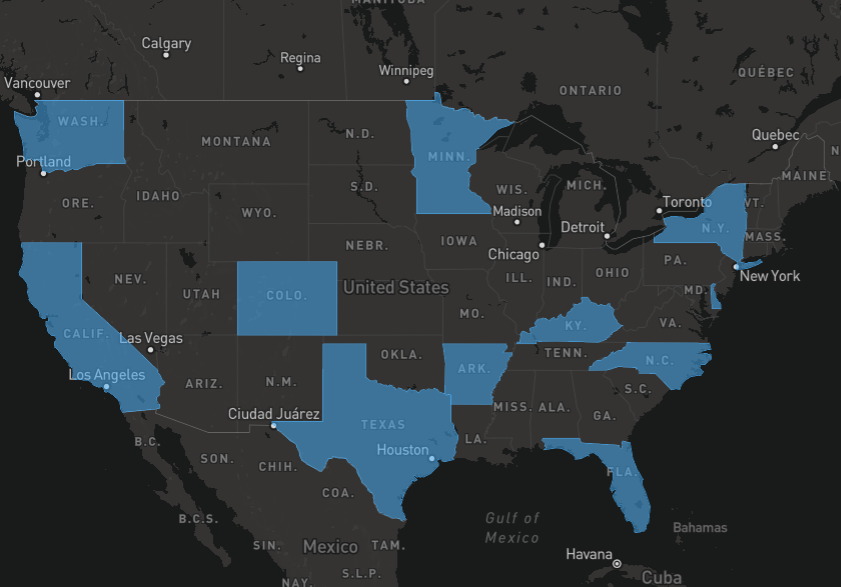 MANITOBA
Calgary
Regina
Winnipeg
Vancouver
ONTARIO
QUÉBEC
WASH.
MONTANA
N.D.
Quebec
Portland
MINN.
MAINE
N
IDAHO
S.D.
WIS.
MICH.
ORE.
WYO.
Madison
Toronto
VT.
Detroit
N.Y.
MASS.
NEBR.
IOWA
Chicago
PA.
NEV.
UTAH
COLO.
United States
ILL.
IND.
OHIO
New York
MD.
MO.
KY.
VA.
CALIF.
Las Vegas
OKLA.
TENN.
N.C.
Los Angeles
ARIZ.
N.M.
ARK.
S.C.
Ciudad Juárez
TEXAS
MISS.
ALA.
GA.
B.C.
Houston
LA.
SON.
CHIH.
FLA.
COA.
B.C.S.
Gulf of
Mexico
Bahamas
SIN.
Mexico
TAM.
Havana
NAY.
S.L.P.
Cuba